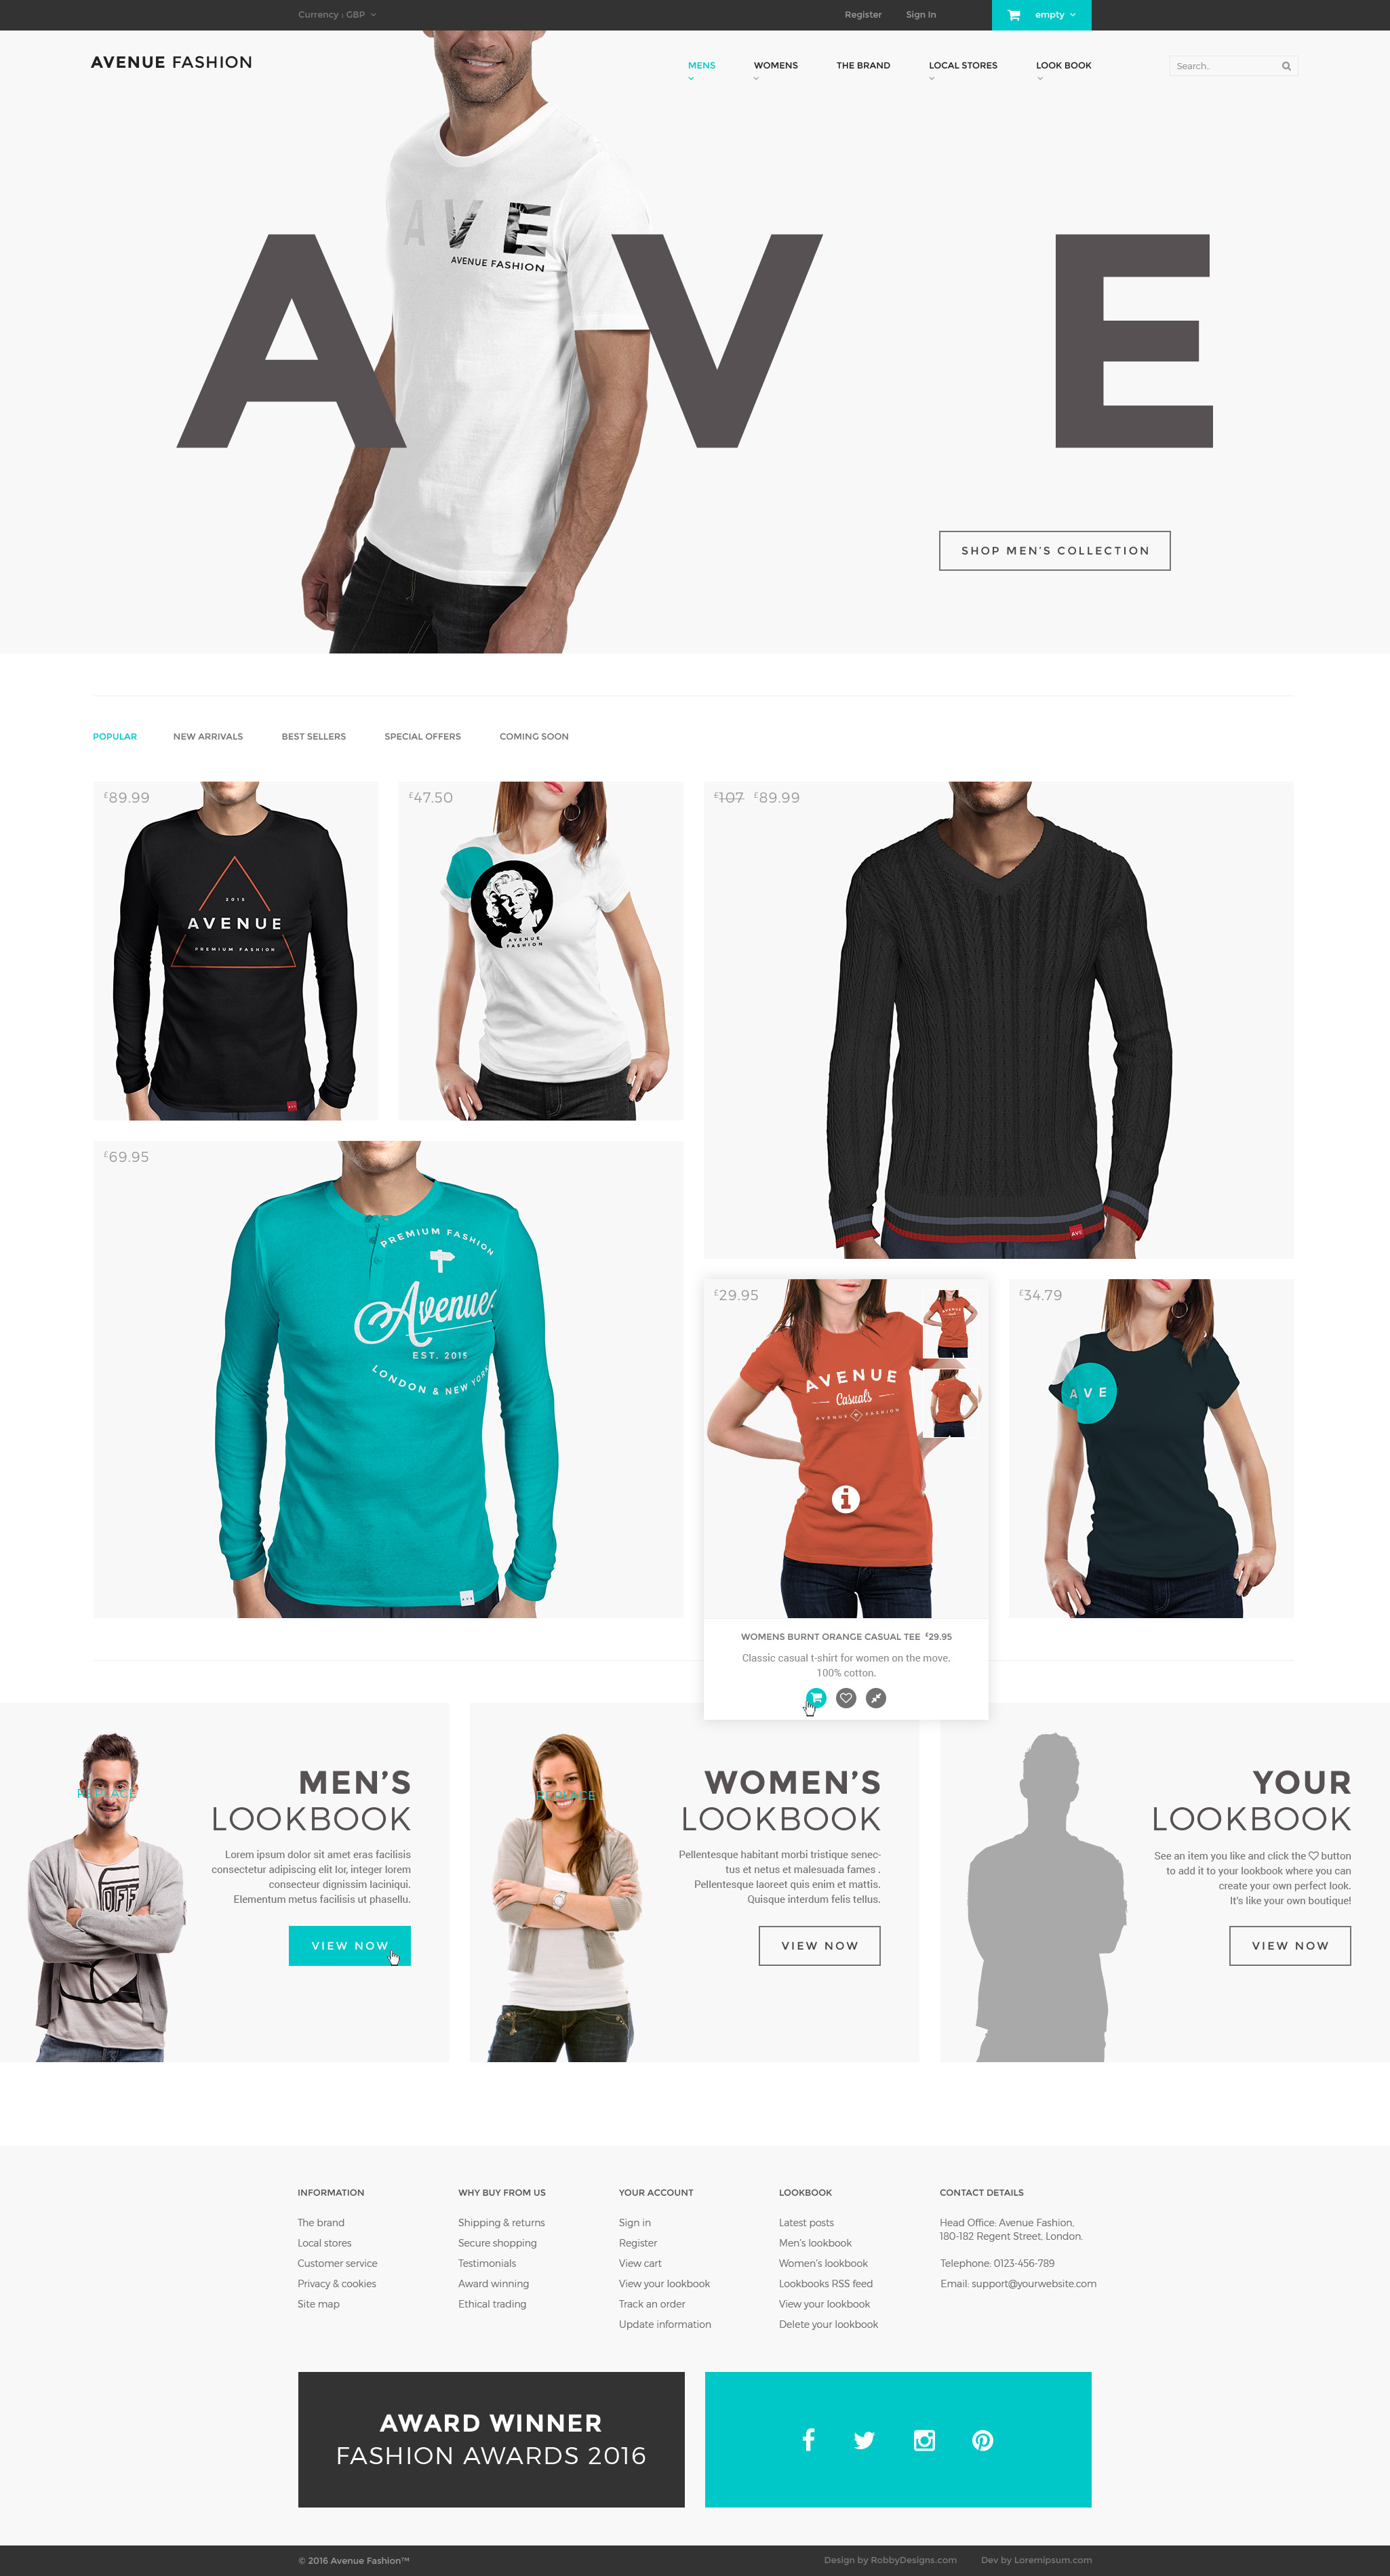 Currency : GBP
Register
Sign In
empty
AVENUE FASHION
MENS
WOMENS
THE BRAND
LOCAL STORES
LOOK BOOK
Search..
AVE
AVENUE FASHION
A V E
SHOP MEN'S COLLECTION
POPULAR
NEW ARRIVALS
BEST SELLERS
SPECIAL OFFERS
COMING SOON
£89.99
2015
AVENUE
PREMIUM FASHION
£47.50
AVENUE
FASHION
£107 £89.99
AVE
£69.95
PREMIUM FASHION
Avenue
EST. 2015
LONDON & NEW YORK
£29.95
AVENUE
Casuals
AVENUE FASHION
WOMENS BURNT ORANGE CASUAL TEE £29.95
Classic casual t-shirt for women on the move.
100% cotton.
£34.79
AVE
REPLACE
OFF
MEN'S
LOOKBOOK
Lorem ipsum dolor sit amet eras facilisis
consectetur adipiscing elit lor, integer lorem
consecteur dignissim laciniqui.
Elementum metus facilisis ut phasellu.
VIEW NOW
REPLACE
WOMEN'S
LOOKBOOK
Pellentesque habitant morbi tristique senec-
tus et netus et malesuada fames .
Pellentesque laoreet quis enim et mattis.
Quisque interdum felis tellus.
VIEW NOW
YOUR
LOOKBOOK
See an item you like and click the ♡ button
to add it to your lookbook where you can
create your own perfect look.
It's like your own boutique!
VIEW NOW
INFORMATION
The brand
Local stores
Customer service
Privacy & cookies
Site map
WHY BUY FROM US
Shipping & returns
Secure shopping
Testimonials
Award winning
Ethical trading
YOUR ACCOUNT
Sign in
Register
View cart
View your lookbook
Track an order
Update information
LOOKBOOK
Latest posts
Men's lookbook
Women's lookbook
Lookbooks RSS feed
View your lookbook
Delete your lookbook
CONTACT DETAILS
Head Office: Avenue Fashion,
180-182 Regent Street, London.
Telephone: 0123-456-789
Email: support@yourwebsite.com
AWARD WINNER
FASHION AWARDS 2016
© 2016 Avenue Fashion™
Design by RobbyDesigns.com
Dev by Loremipsum.com